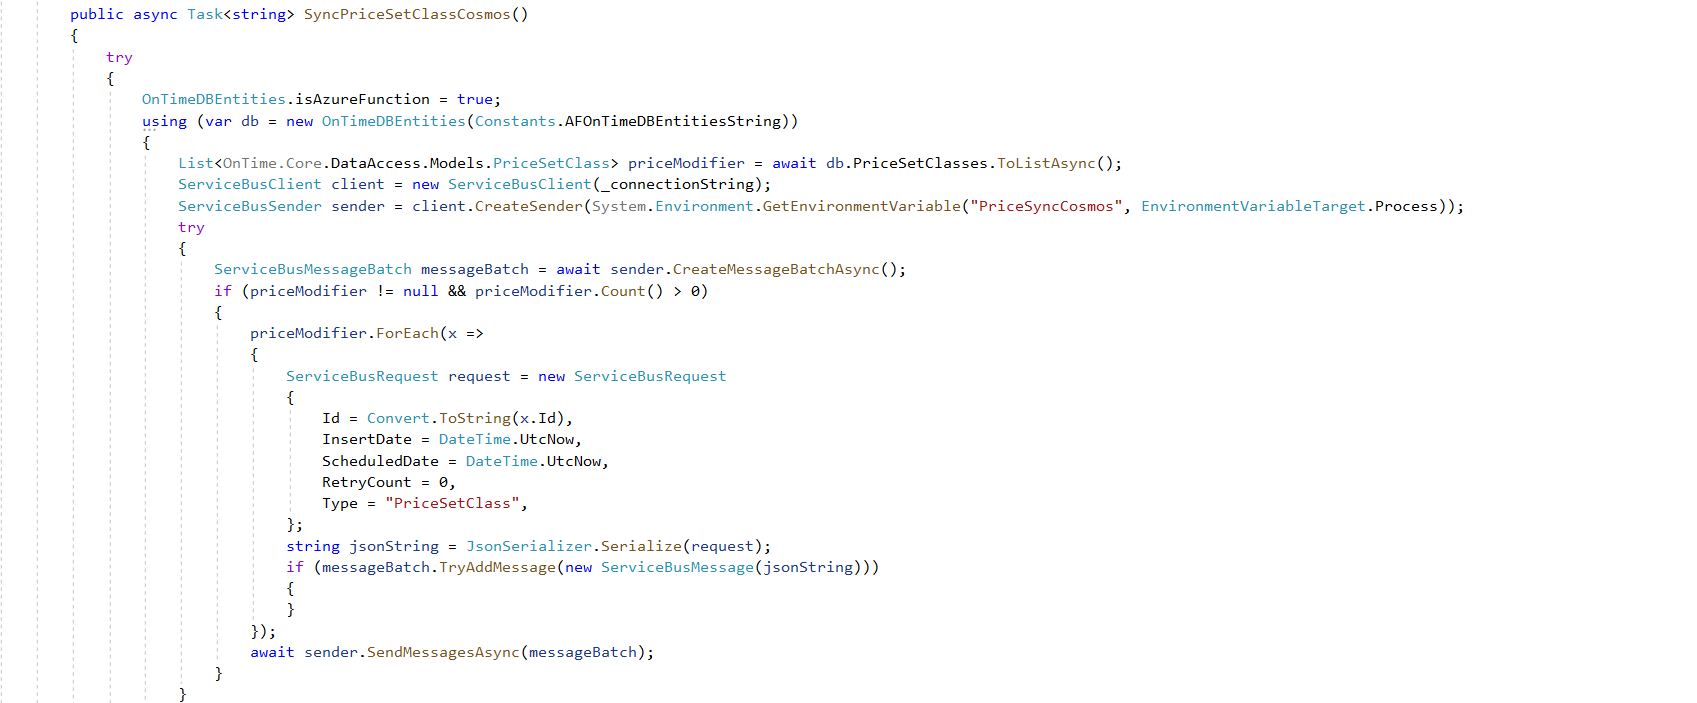 public async Task<string> SyncPriceSetClassCosmos()
{
try
{
OnTimeDBEntities.isAzureFunction = true;
using (var db = new OnTimeDBEntities(Constants.AFOnTimeDBEntitiesString))
{
List<OnTime.Core.DataAccess.Models.PriceSetClass> priceModifier = await db.PriceSetClasses.ToListAsync();
ServiceBusClient client = new ServiceBusClient(_connectionString);
ServiceBusSender sender = client.CreateSender(System.Environment.GetEnvironmentVariable("PriceSyncCosmos", EnvironmentVariableTarget.Process));
try
{
ServiceBusMessageBatch messageBatch = await sender.CreateMessageBatchAsync();
if (priceModifier != null && priceModifier.Count() > 0)
{
priceModifier.ForEach(x =>
{
ServiceBusRequest request = new ServiceBusRequest
{
Id = Convert.ToString(x.Id),
InsertDate = DateTime.UtcNow,
ScheduledDate = DateTime.UtcNow,
RetryCount = 0,
Type = "PriceSetClass",
};
string jsonString = JsonSerializer.Serialize(request);
if (messageBatch.TryAddMessage(new ServiceBusMessage(jsonString)))
{
}
});
await sender.SendMessagesAsync(messageBatch);
}
}